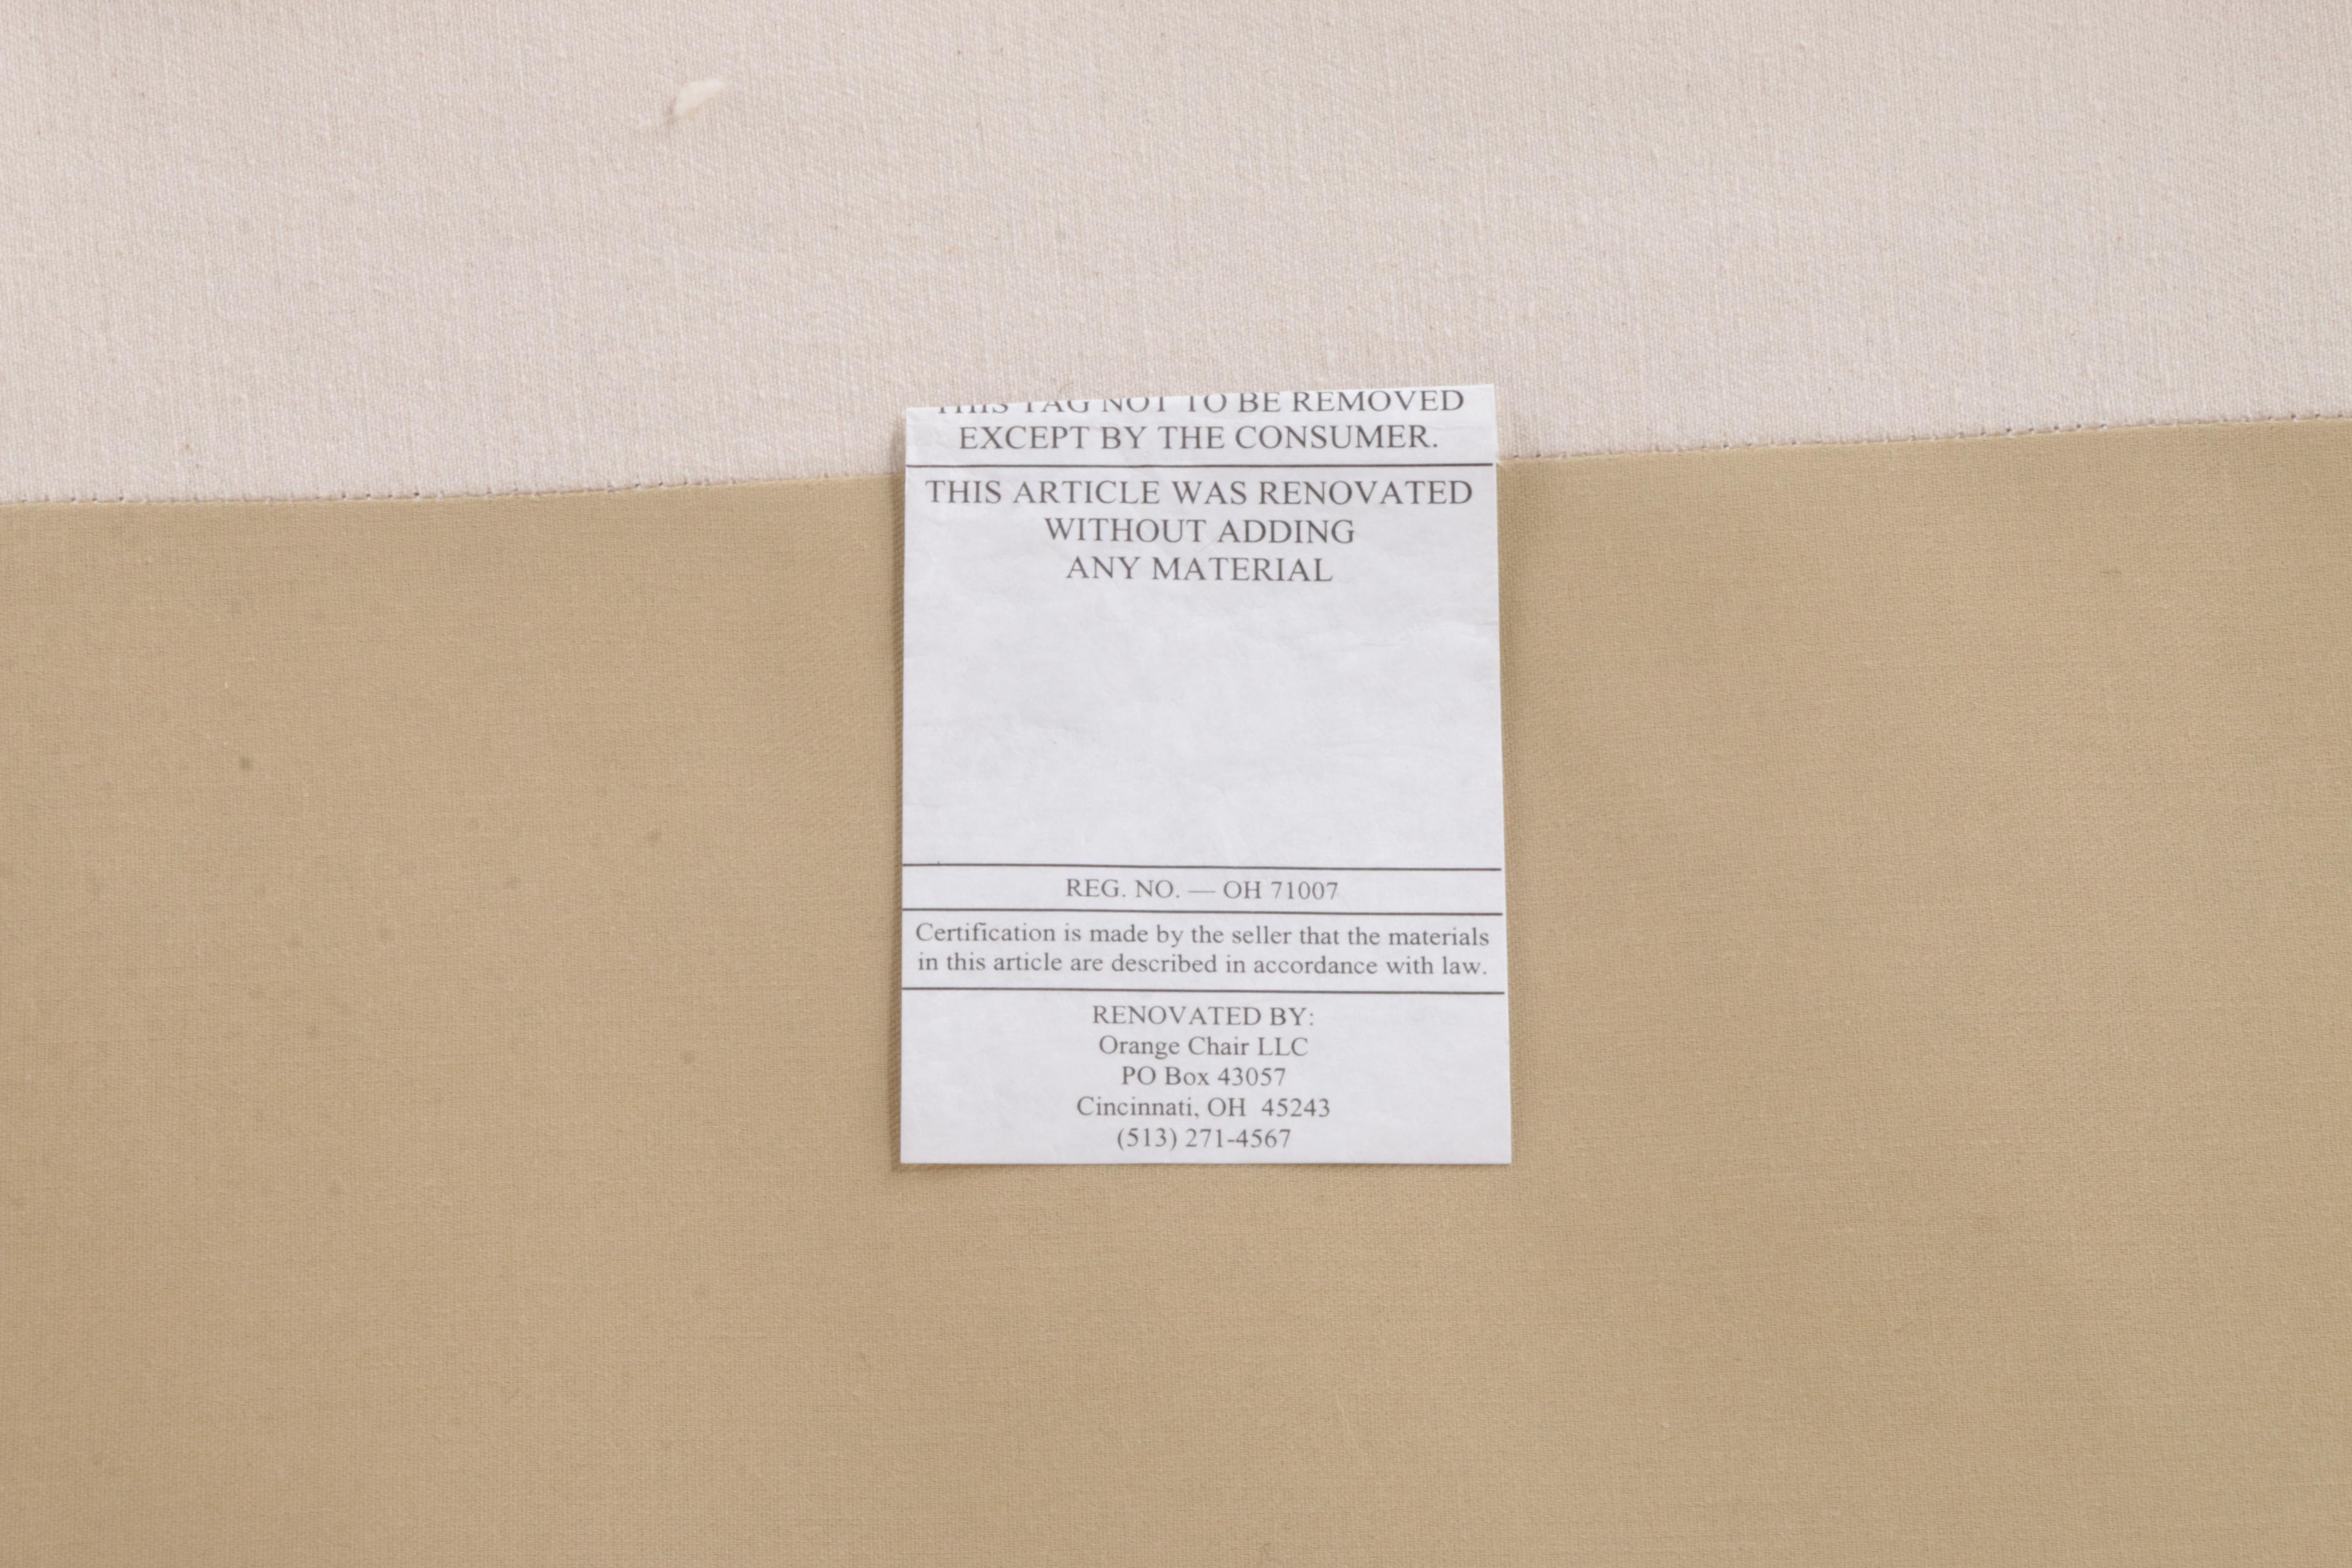 THIS TAG NOT TO BE REMOVED
EXCEPT BY THE CONSUMER.
THIS ARTICLE WAS RENOVATED
WITHOUT ADDING
ANY MATERIAL
REG. NO. — OH 71007
Certification is made by the seller that the materials
in this article are described in accordance with law.
RENOVATED BY:
Orange Chair LLC
PO Box 43057
Cincinnati, OH 45243
(513) 271-4567